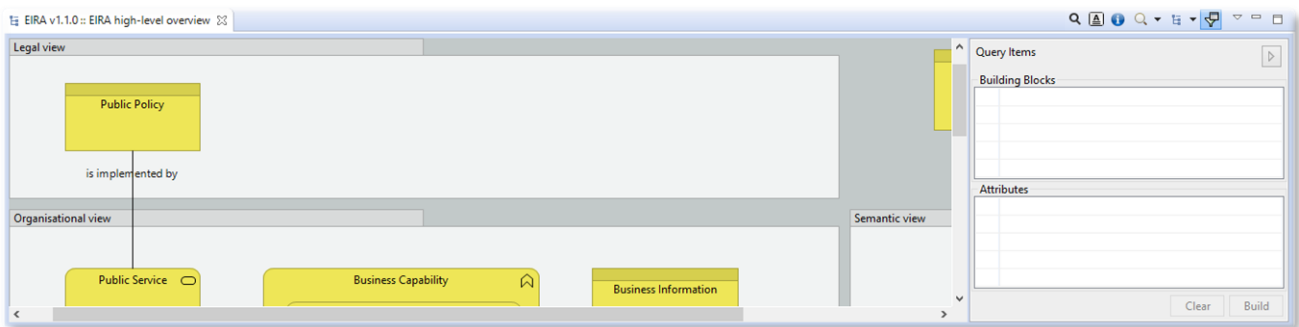 EIRA v1.1.0 :: EIRA high-level overview
Legal view
Public Policy
is implemented by
Organisational view
Semantic view
Public Service
Business Capability
Business Information
Query Items
Building Blocks
Attributes
Clear
Build